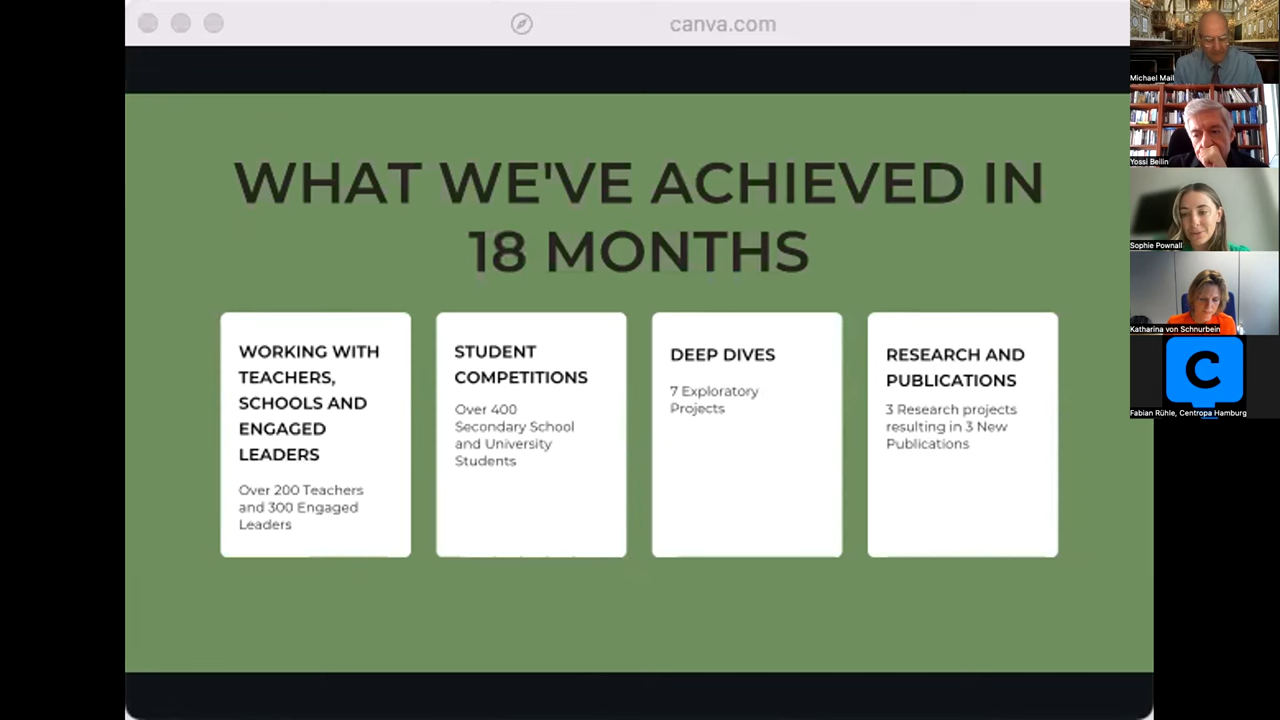 canva.com
WHAT WE'VE ACHIEVED IN
18 MONTHS
WORKING WITH
TEACHERS,
SCHOOLS AND
ENGAGED
LEADERS
Over 200 Teachers
and 300 Engaged
Leaders
STUDENT
COMPETITIONS
Over 400
Secondary School
and University
Students
DEEP DIVES
7 Exploratory
Projects
RESEARCH AND
PUBLICATIONS
3 Research projects
resulting in 3 New
Publications
Michael Mail
Yossi Beilin
Sophie Pownall
Katharina von Schnurbein
C
Fabian Rühle, Centropa Hamburg